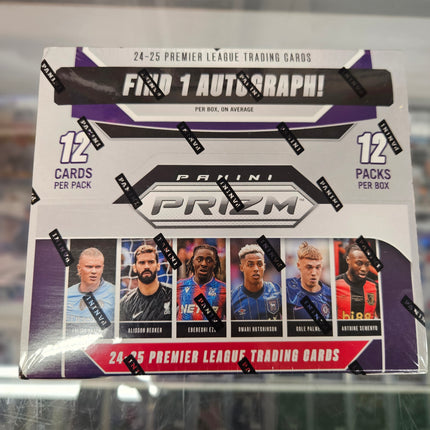 24-25 PREMIER LEAGUE TRADING CARDS
FIND 1 AUTOGRAPH!
PER BOX, ON AVERAGE
12
CARDS
PER PACK
12
PACKS
PER BOX
PANINI
PRIZM
ALISSON BECKER
EBERECHI
OMARI HUTCHINSON
COLE PALMER
ANTOINE SEMENYO
24-25 PREMIER LEAGUE TRADING CARDS